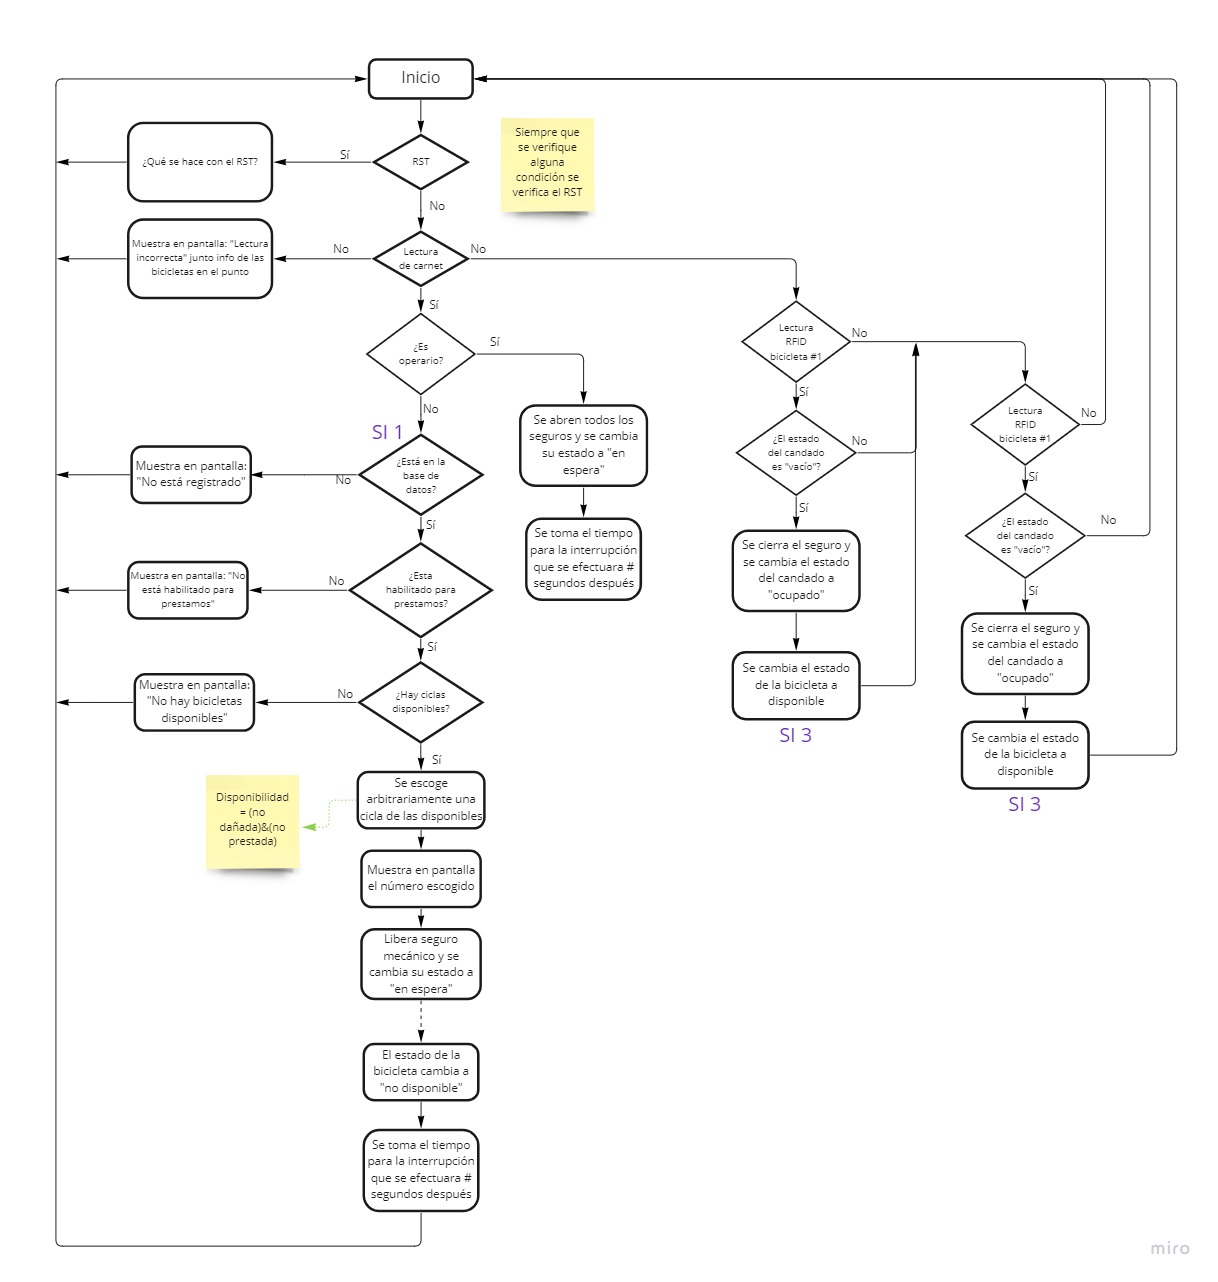 Inicio
Siempre que
se verifique
alguna
condición se
verifica el RST
¿Qué se hace con el RST?
Sí
RST
No
Muestra en pantalla: "Lectura
incorrecta" junto info de las
bicicletas en el punto
No
Lectura
de carnet
No
Sí
¿Es
operario?
Sí
No
Se abren todos los
seguros y se cambia
su estado a "en
espera"
Se toma el tiempo
para la interrupción
que se efectuara #
segundos después
SI 1
Muestra en pantalla:
"No está registrado"
No
¿Está en la
base de
datos?
Sí
Muestra en pantalla: "No
está habilitado para
prestamos"
No
¿Esta
habilitado para
prestamos?
Sí
Muestra en pantalla:
"No hay bicicletas
disponibles"
No
¿Hay ciclas
disponibles?
Sí
Disponibilidad
= (no
dañada)&(no
prestada)
Se escoge
arbitrariamente una
cicla de las disponibles
Muestra en pantalla
el número escogido
Libera seguro
mecánico y se
cambia su estado a
"en espera"
El estado de la
bicicleta cambia a
"no disponible"
Se toma el tiempo
para la interrupción
que se efectuara #
segundos después
Lectura
RFID
bicicleta #1
No
Sí
¿El estado
del candado
es "vacío"?
No
Sí
Se cierra el seguro y
se cambia el estado
del candado a
"ocupado"
Se cambia el estado
de la bicicleta a
disponible
SI 3
Lectura
RFID
bicicleta #1
No
Sí
¿El estado
del candado
es "vacío"?
No
Sí
Se cierra el seguro y
se cambia el estado
del candado a
"ocupado"
Se cambia el estado
de la bicicleta a
disponible
SI 3
miro